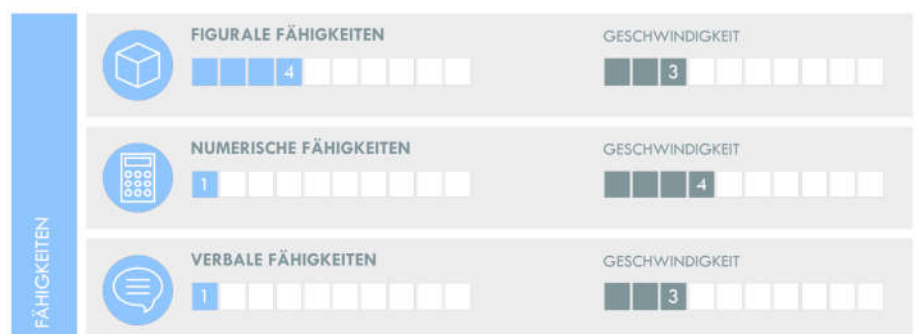 FÄHIGKEITEN
FIGURALE FÄHIGKEITEN
4
GESCHWINDIGKEIT
3
NUMERISCHE FÄHIGKEITEN
1
GESCHWINDIGKEIT
4
VERBALE FÄHIGKEITEN
1
GESCHWINDIGKEIT
3